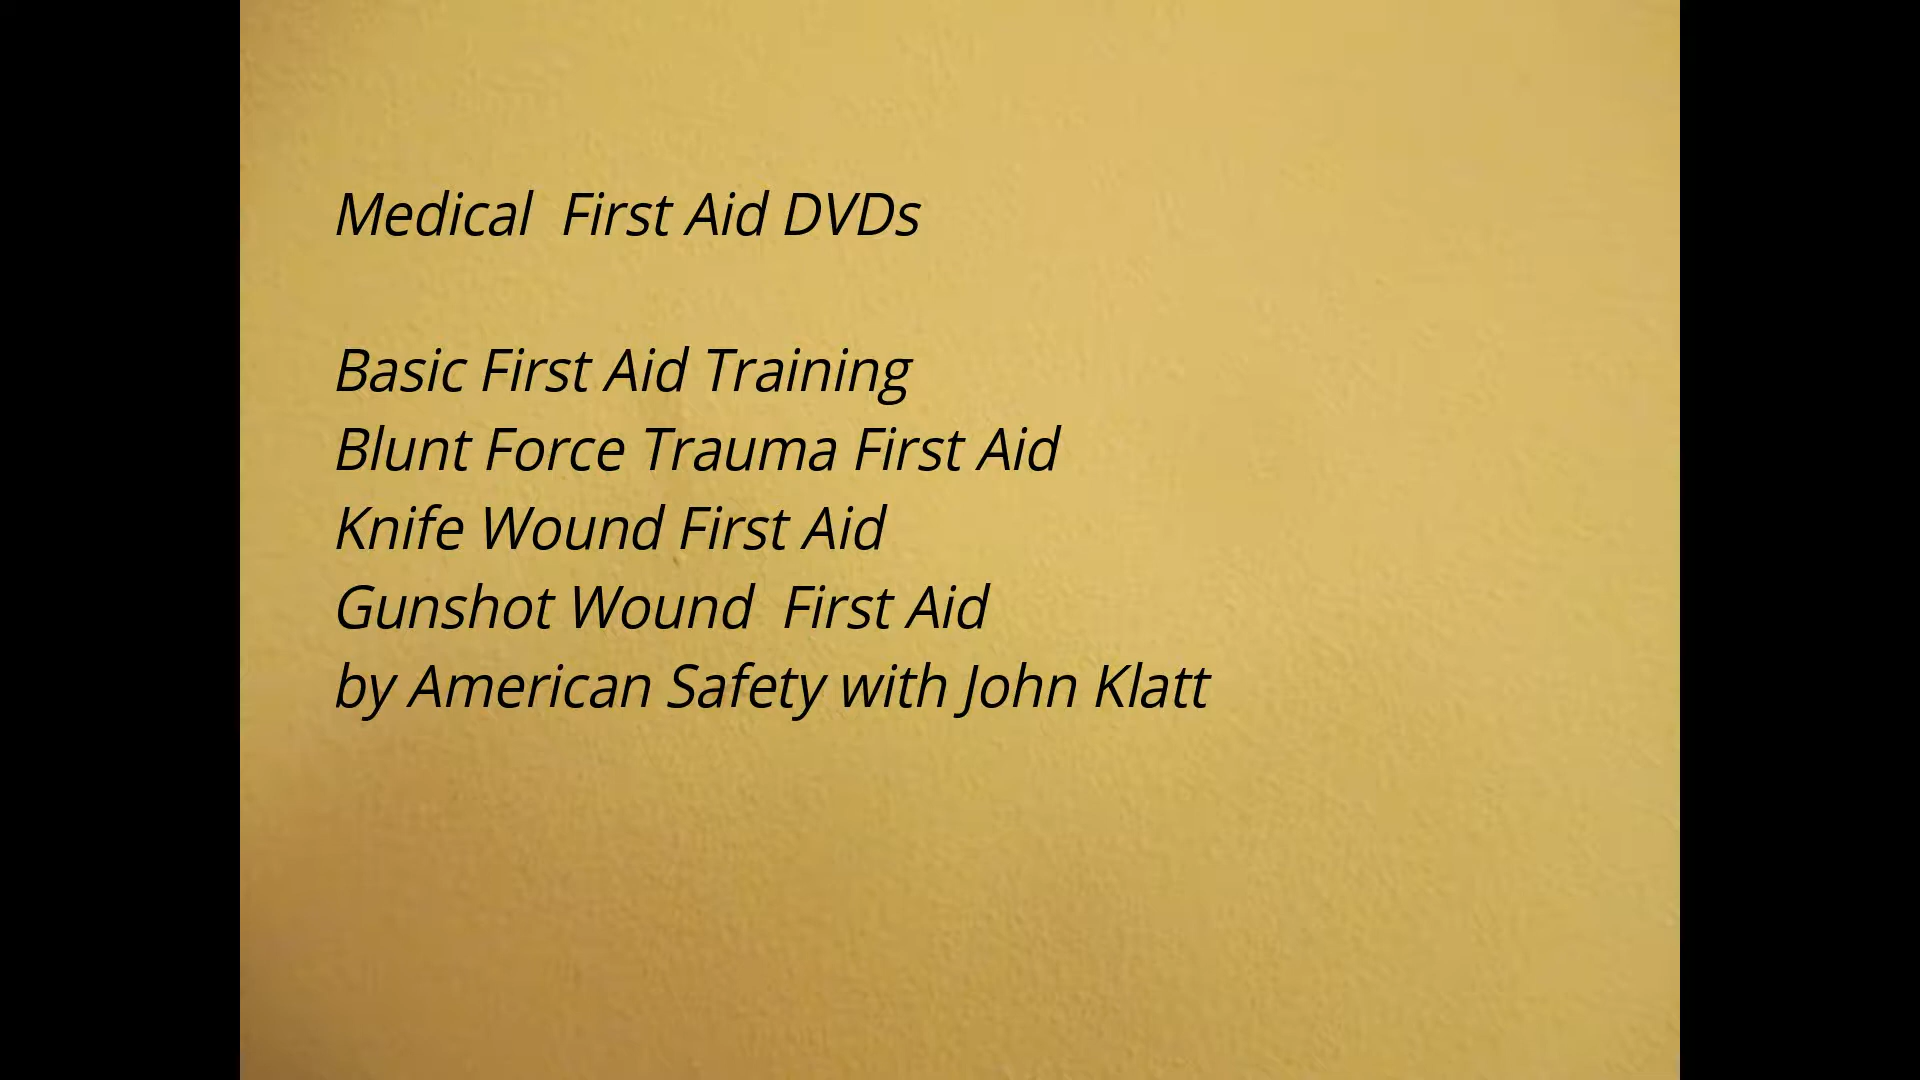 Medical  First Aid DVDs
Basic First Aid Training
Blunt Force Trauma First Aid
Knife Wound First Aid
Gunshot Wound  First Aid
by American Safety with John Klatt